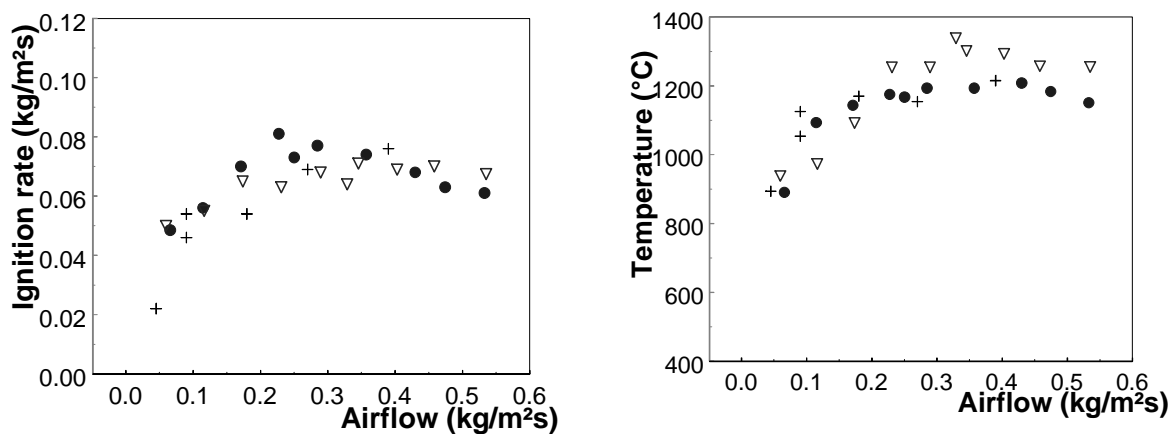 Ignition rate (kg/m²s)
0.12
0.10
0.08
0.06
0.04
0.02
0.00
0.0 0.1 0.2 0.3 0.4 0.5 0.6
Airflow (kg/m²s)
Temperature (°C)
1400
1200
1000
800
600
400
0.0 0.1 0.2 0.3 0.4 0.5 0.6
Airflow (kg/m²s)